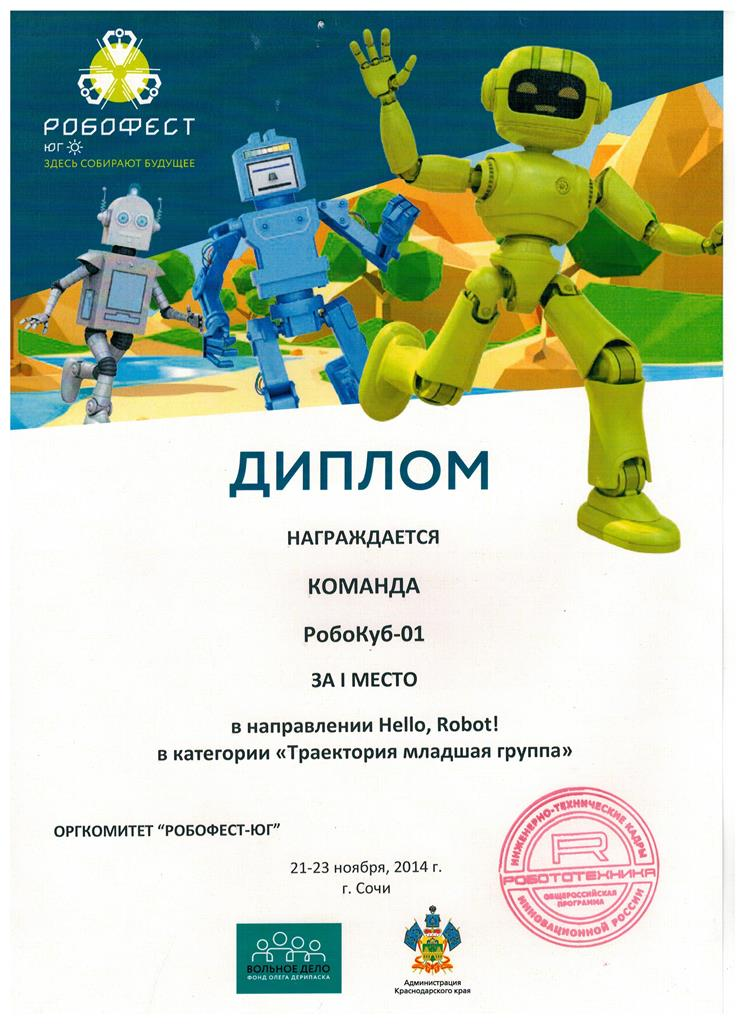 РОБОФЕСТ
ЮГ
ЗДЕСЬ СОБИРАЮТ БУДУЩЕЕ
ДИПЛОМ
НАГРАЖДАЕТСЯ
КОМАНДА
РобоКуб-01
ЗА I МЕСТО
в направлении Hello, Robot!
в категории «Траектория младшая группа»
ОРГКОМИТЕТ “РОБОФЕСТ-ЮГ”
21-23 ноября, 2014 г.
г. Сочи
ИНЖЕНЕРНО-ТЕХНИЧЕСКИЕ КАДРЫ
R
РОБОТОТЕХНИКА
ОБЩЕРОССИЙСКАЯ
ПРОГРАММА
ИННОВАЦИОННОЙ РОССИИ
ВОЛЬНОЕ ДЕЛО
ФОНД ОЛЕГА ДЕРИПАСКА
Администрация
Краснодарского края